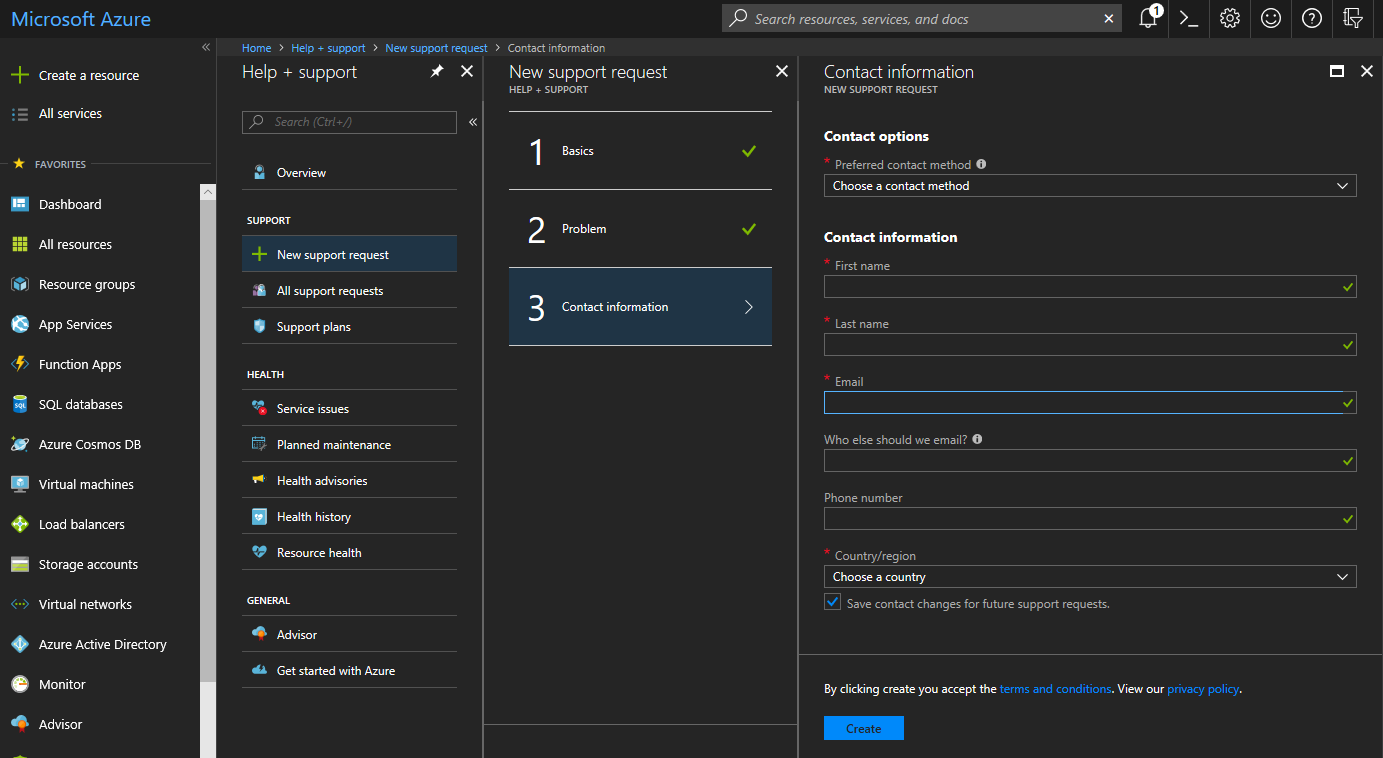 Microsoft Azure
Search resources, services, and docs
1
Create a resource
All services
FAVORITES
Dashboard
All resources
Resource groups
App Services
Function Apps
SQL databases
Azure Cosmos DB
Virtual machines
Load balancers
Storage accounts
Virtual networks
Azure Active Directory
Monitor
Advisor
Home > Help + support > New support request > Contact information
Help + support
Search (Ctrl+/)
Overview
SUPPORT
New support request
All support requests
Support plans
HEALTH
Service issues
Planned maintenance
Health advisories
Health history
Resource health
GENERAL
Advisor
Get started with Azure
New support request
HELP + SUPPORT
1 Basics
2 Problem
3 Contact information
Contact information
NEW SUPPORT REQUEST
Contact options
* Preferred contact method
Choose a contact method
Contact information
* First name
* Last name
* Email
Who else should we email?
Phone number
* Country/region
Choose a country
Save contact changes for future support requests.
By clicking create you accept the terms and conditions. View our privacy policy.
Create